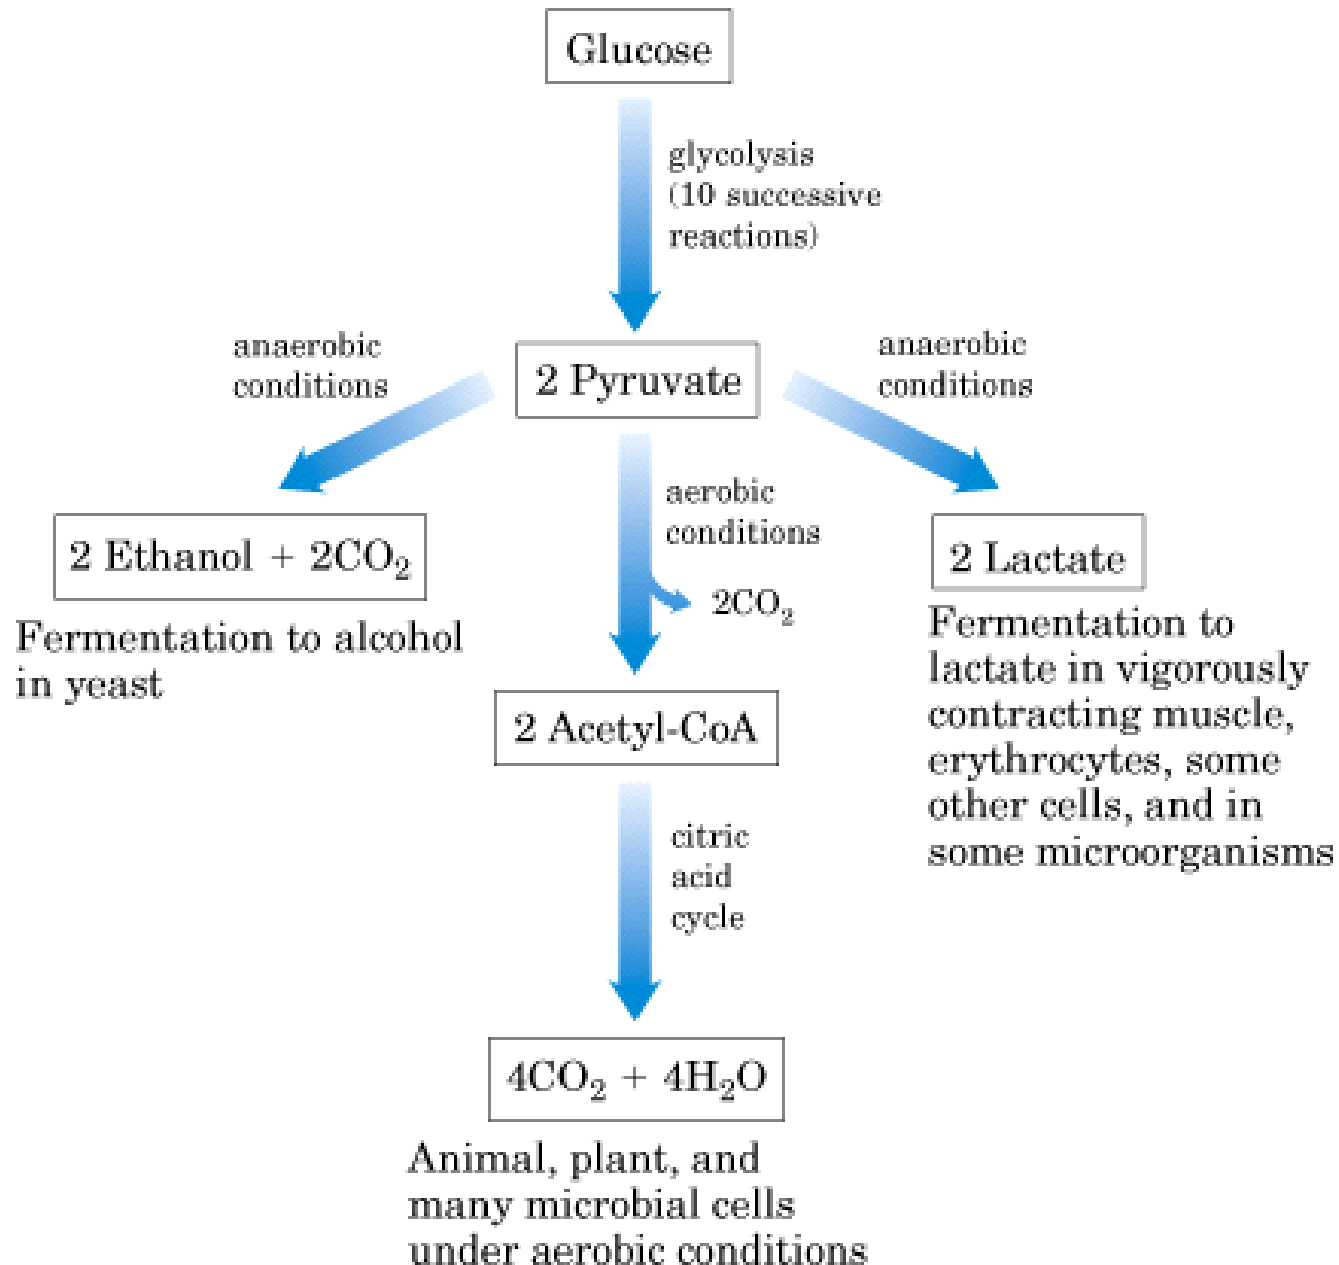 Glucose
glycolysis
(10 successive
reactions)
anaerobic
conditions
2 Pyruvate
anaerobic
conditions
2 Ethanol + 2CO₂
Fermentation to alcohol
in yeast
aerobic
conditions
2CO₂
2 Lactate
Fermentation to
lactate in vigorously
contracting muscle,
erythrocytes, some
other cells, and in
some microorganisms
2 Acetyl-CoA
citric
acid
cycle
4CO₂ + 4H₂O
Animal, plant, and
many microbial cells
under aerobic conditions